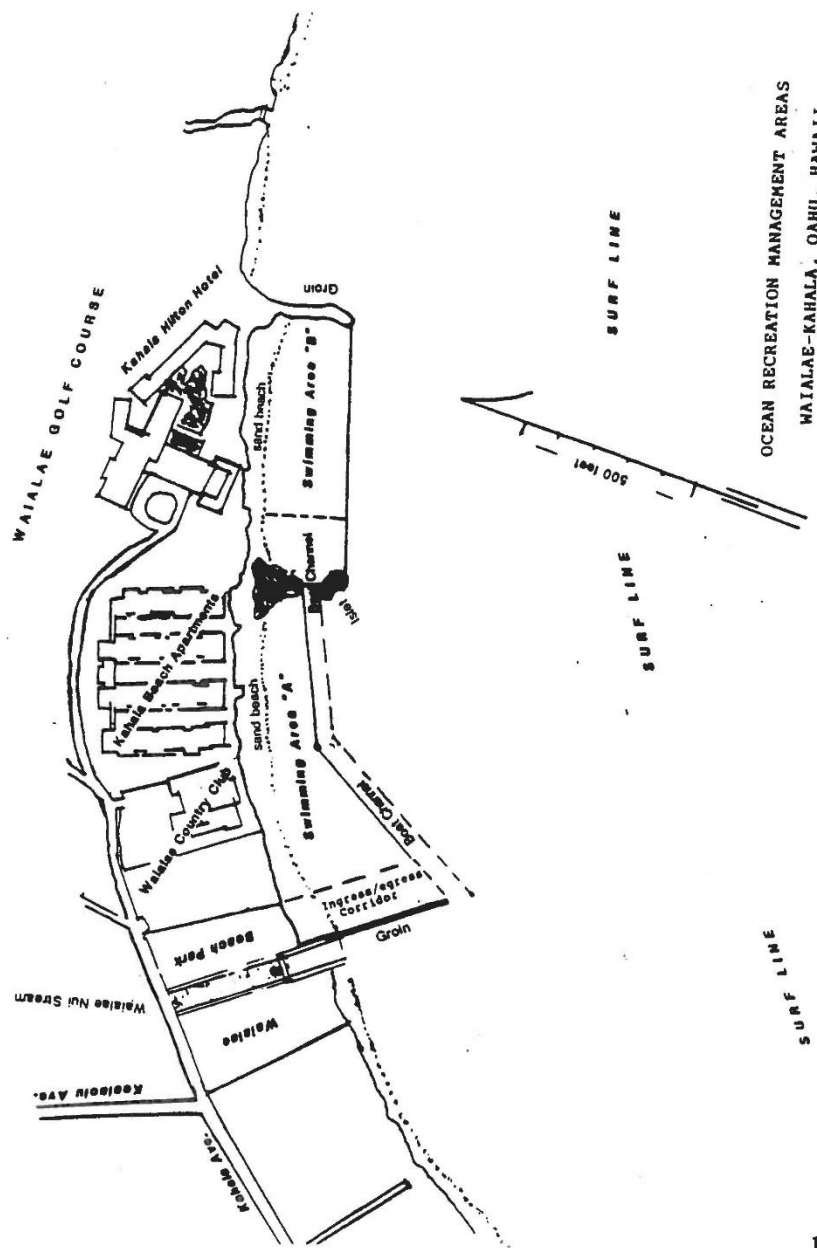 WAIALAE GOLF COURSE
Kahala Hilton Hotel
Groin
sand beach
Swimming Area "B"
Channel
Islet
Kahala Beach Apartments
sand beach
Swimming Area "A"
Boat Channel
Waialae Country Club
Ingress/egress
Corridor
Groin
Beach Park
Waialae Nui Stream
Waialae
Kealaolu Ave.
Kahala Ave.
500 feet
SURF LINE
SURF LINE
SURF LINE
OCEAN RECREATION MANAGEMENT AREAS
WAIALAE-KAHALA, OAHU, HAWAII